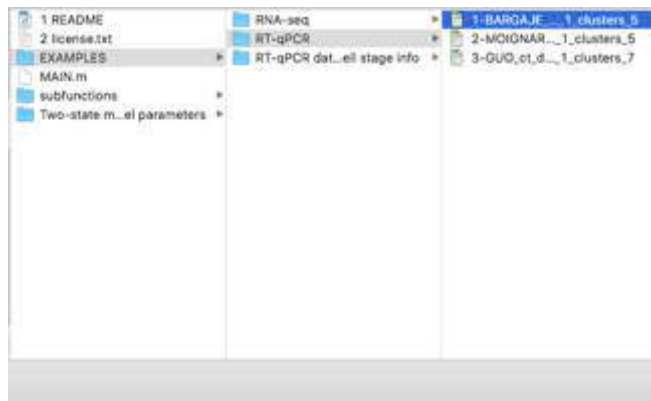 1 README
2 license.txt
EXAMPLES
MAIN.m
subfunctions
Two-state m...el parameters
RNA-seq
RT-qPCR
RT-qPCR dat...ell stage info
1-BARGAJE_..._1_clusters_5
2-MOIGNAR..._1_clusters_5
3-GUO_ct_d..._1_clusters_7